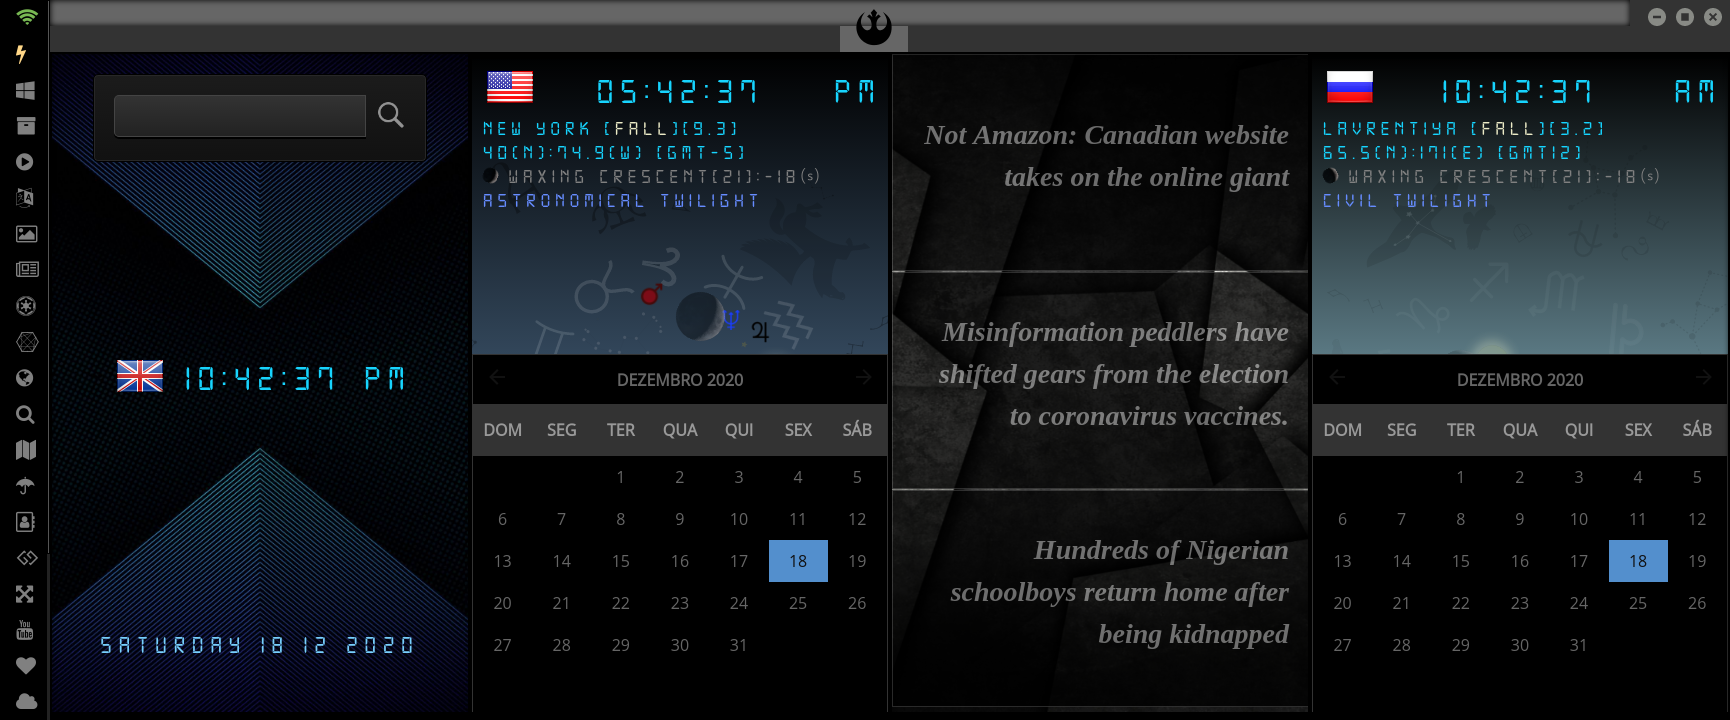 10:42:37 PM
SATURDAY 18 12 2020
05:42:37 PM
NEW YORK [FALL][9.3]
40(N):74.9(W) [GMT-5]
WAXING CRESCENT[21]:-18(s)
ASTRONOMICAL TWILIGHT
DEZEMBRO 2020
DOM SEG TER QUA QUI SEX SÁB
1 2 3 4 5
6 7 8 9 10 11 12
13 14 15 16 17 18 19
20 21 22 23 24 25 26
27 28 29 30 31
Not Amazon: Canadian website
takes on the online giant
Misinformation peddlers have
shifted gears from the election
to coronavirus vaccines.
Hundreds of Nigerian
schoolboys return home after
being kidnapped
10:42:37 AM
LAVRENTIYA [FALL][3.2]
65.5(N):171(E) [GMT12]
WAXING CRESCENT[21]:-18(s)
CIVIL TWILIGHT
DEZEMBRO 2020
DOM SEG TER QUA QUI SEX SÁB
1 2 3 4 5
6 7 8 9 10 11 12
13 14 15 16 17 18 19
20 21 22 23 24 25 26
27 28 29 30 31
You
Tube